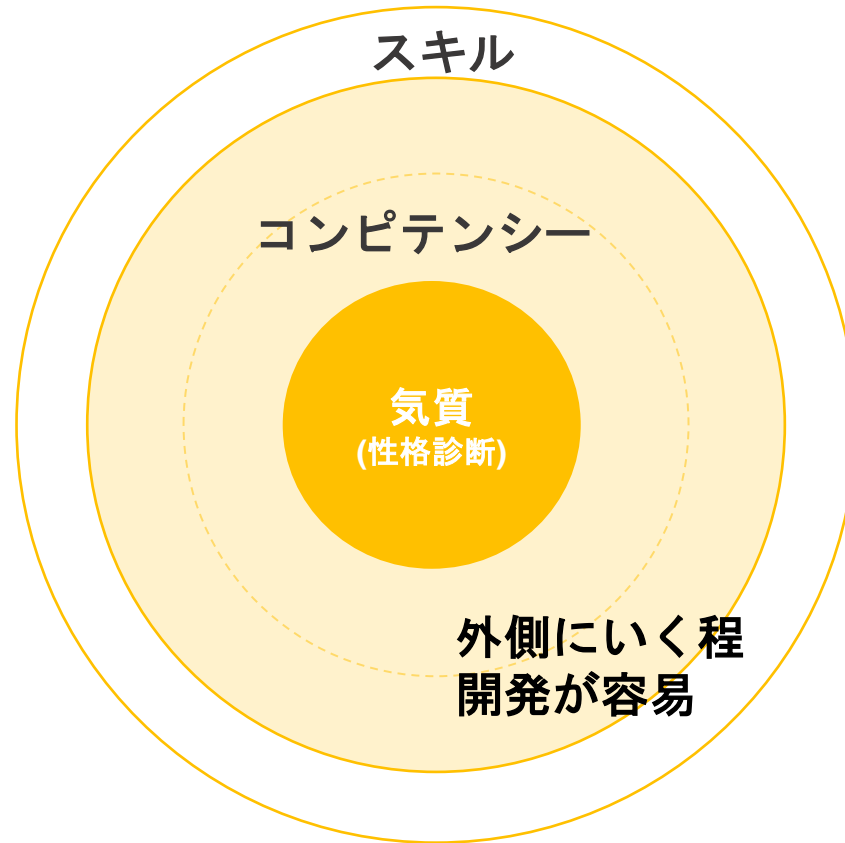 スキル
コンピテンシー
気質
(性格診断)
外側にいく程
開発が容易